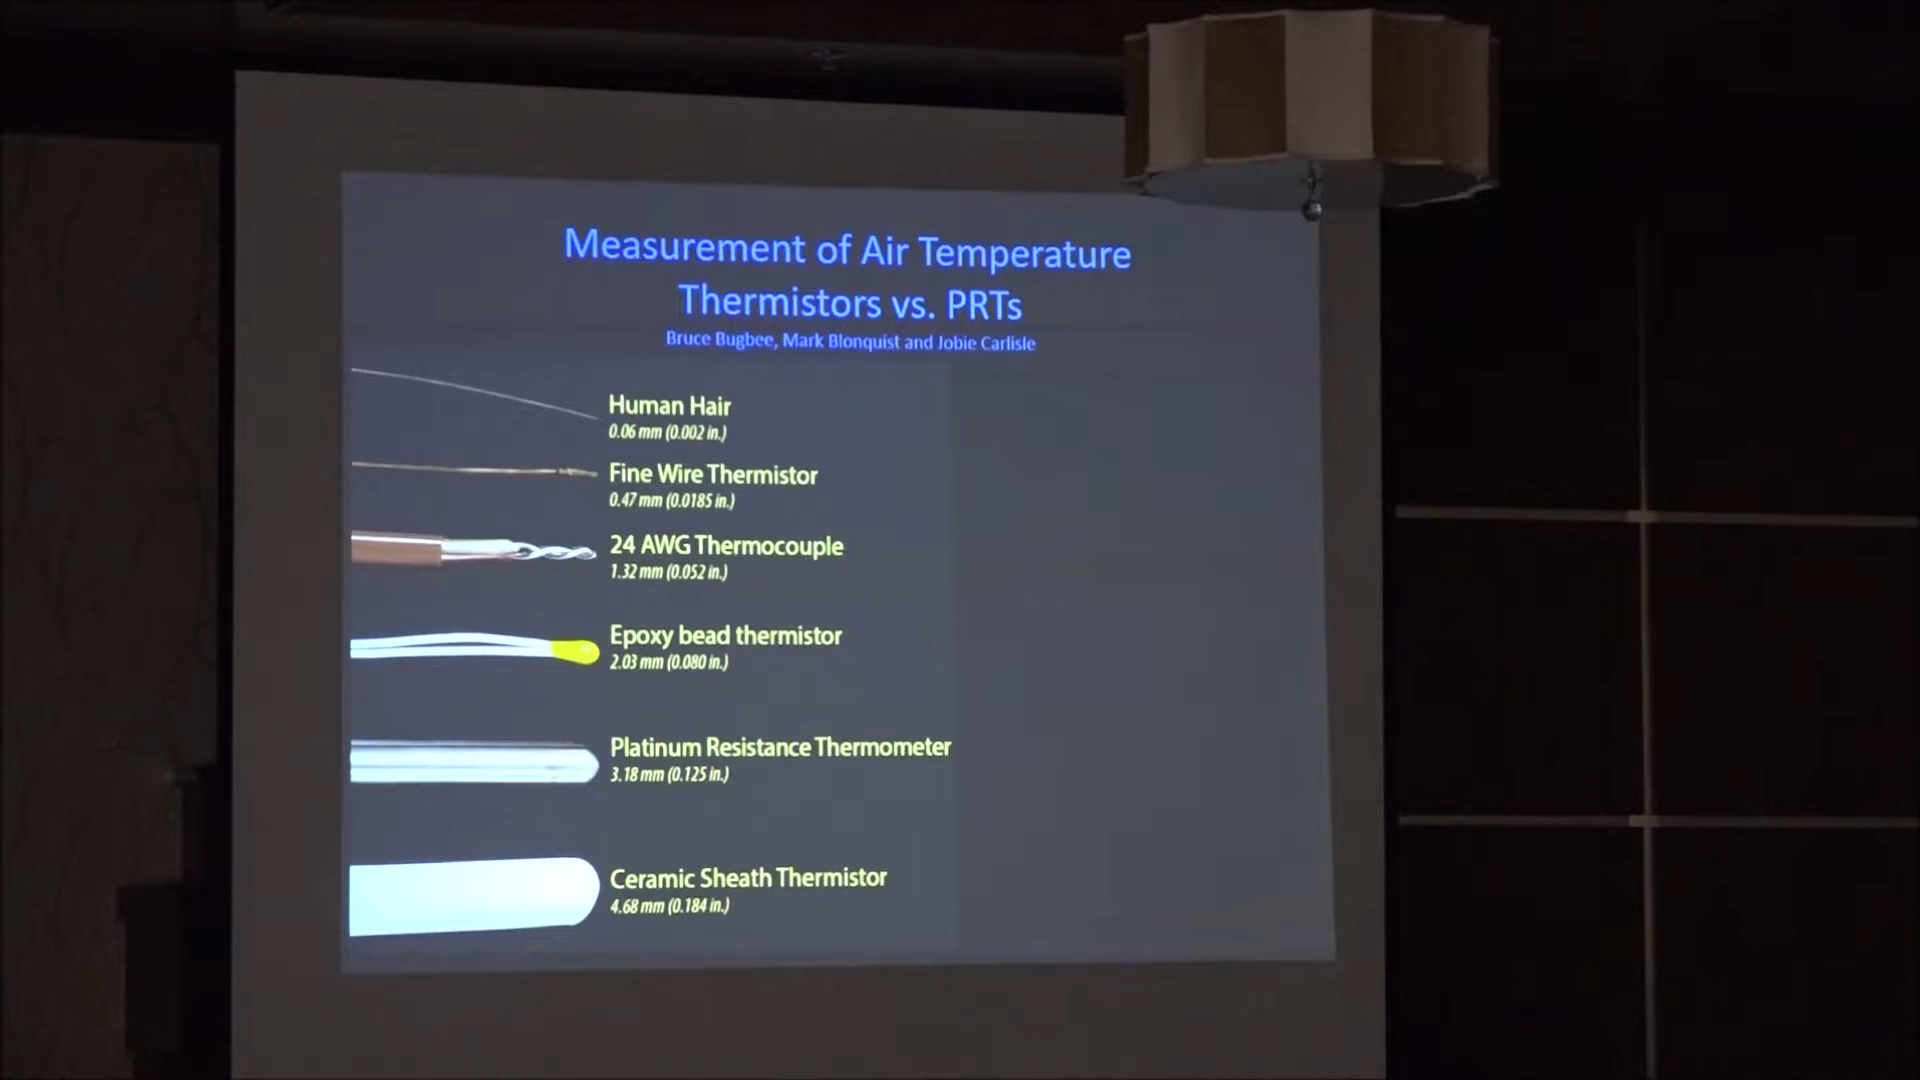 Measurement of Air Temperature
Thermistors vs. PRTs
Bruce Bugbee, Mark Blonquist and Jobie Carlisle
Human Hair
0.06 mm (0.002 in.)
Fine Wire Thermistor
0.47 mm (0.0185 in.)
24 AWG Thermocouple
1.32 mm (0.052 in.)
Epoxy bead thermistor
2.03 mm (0.080 in.)
Platinum Resistance Thermometer
3.18 mm (0.125 in.)
Ceramic Sheath Thermistor
4.68 mm (0.184 in.)